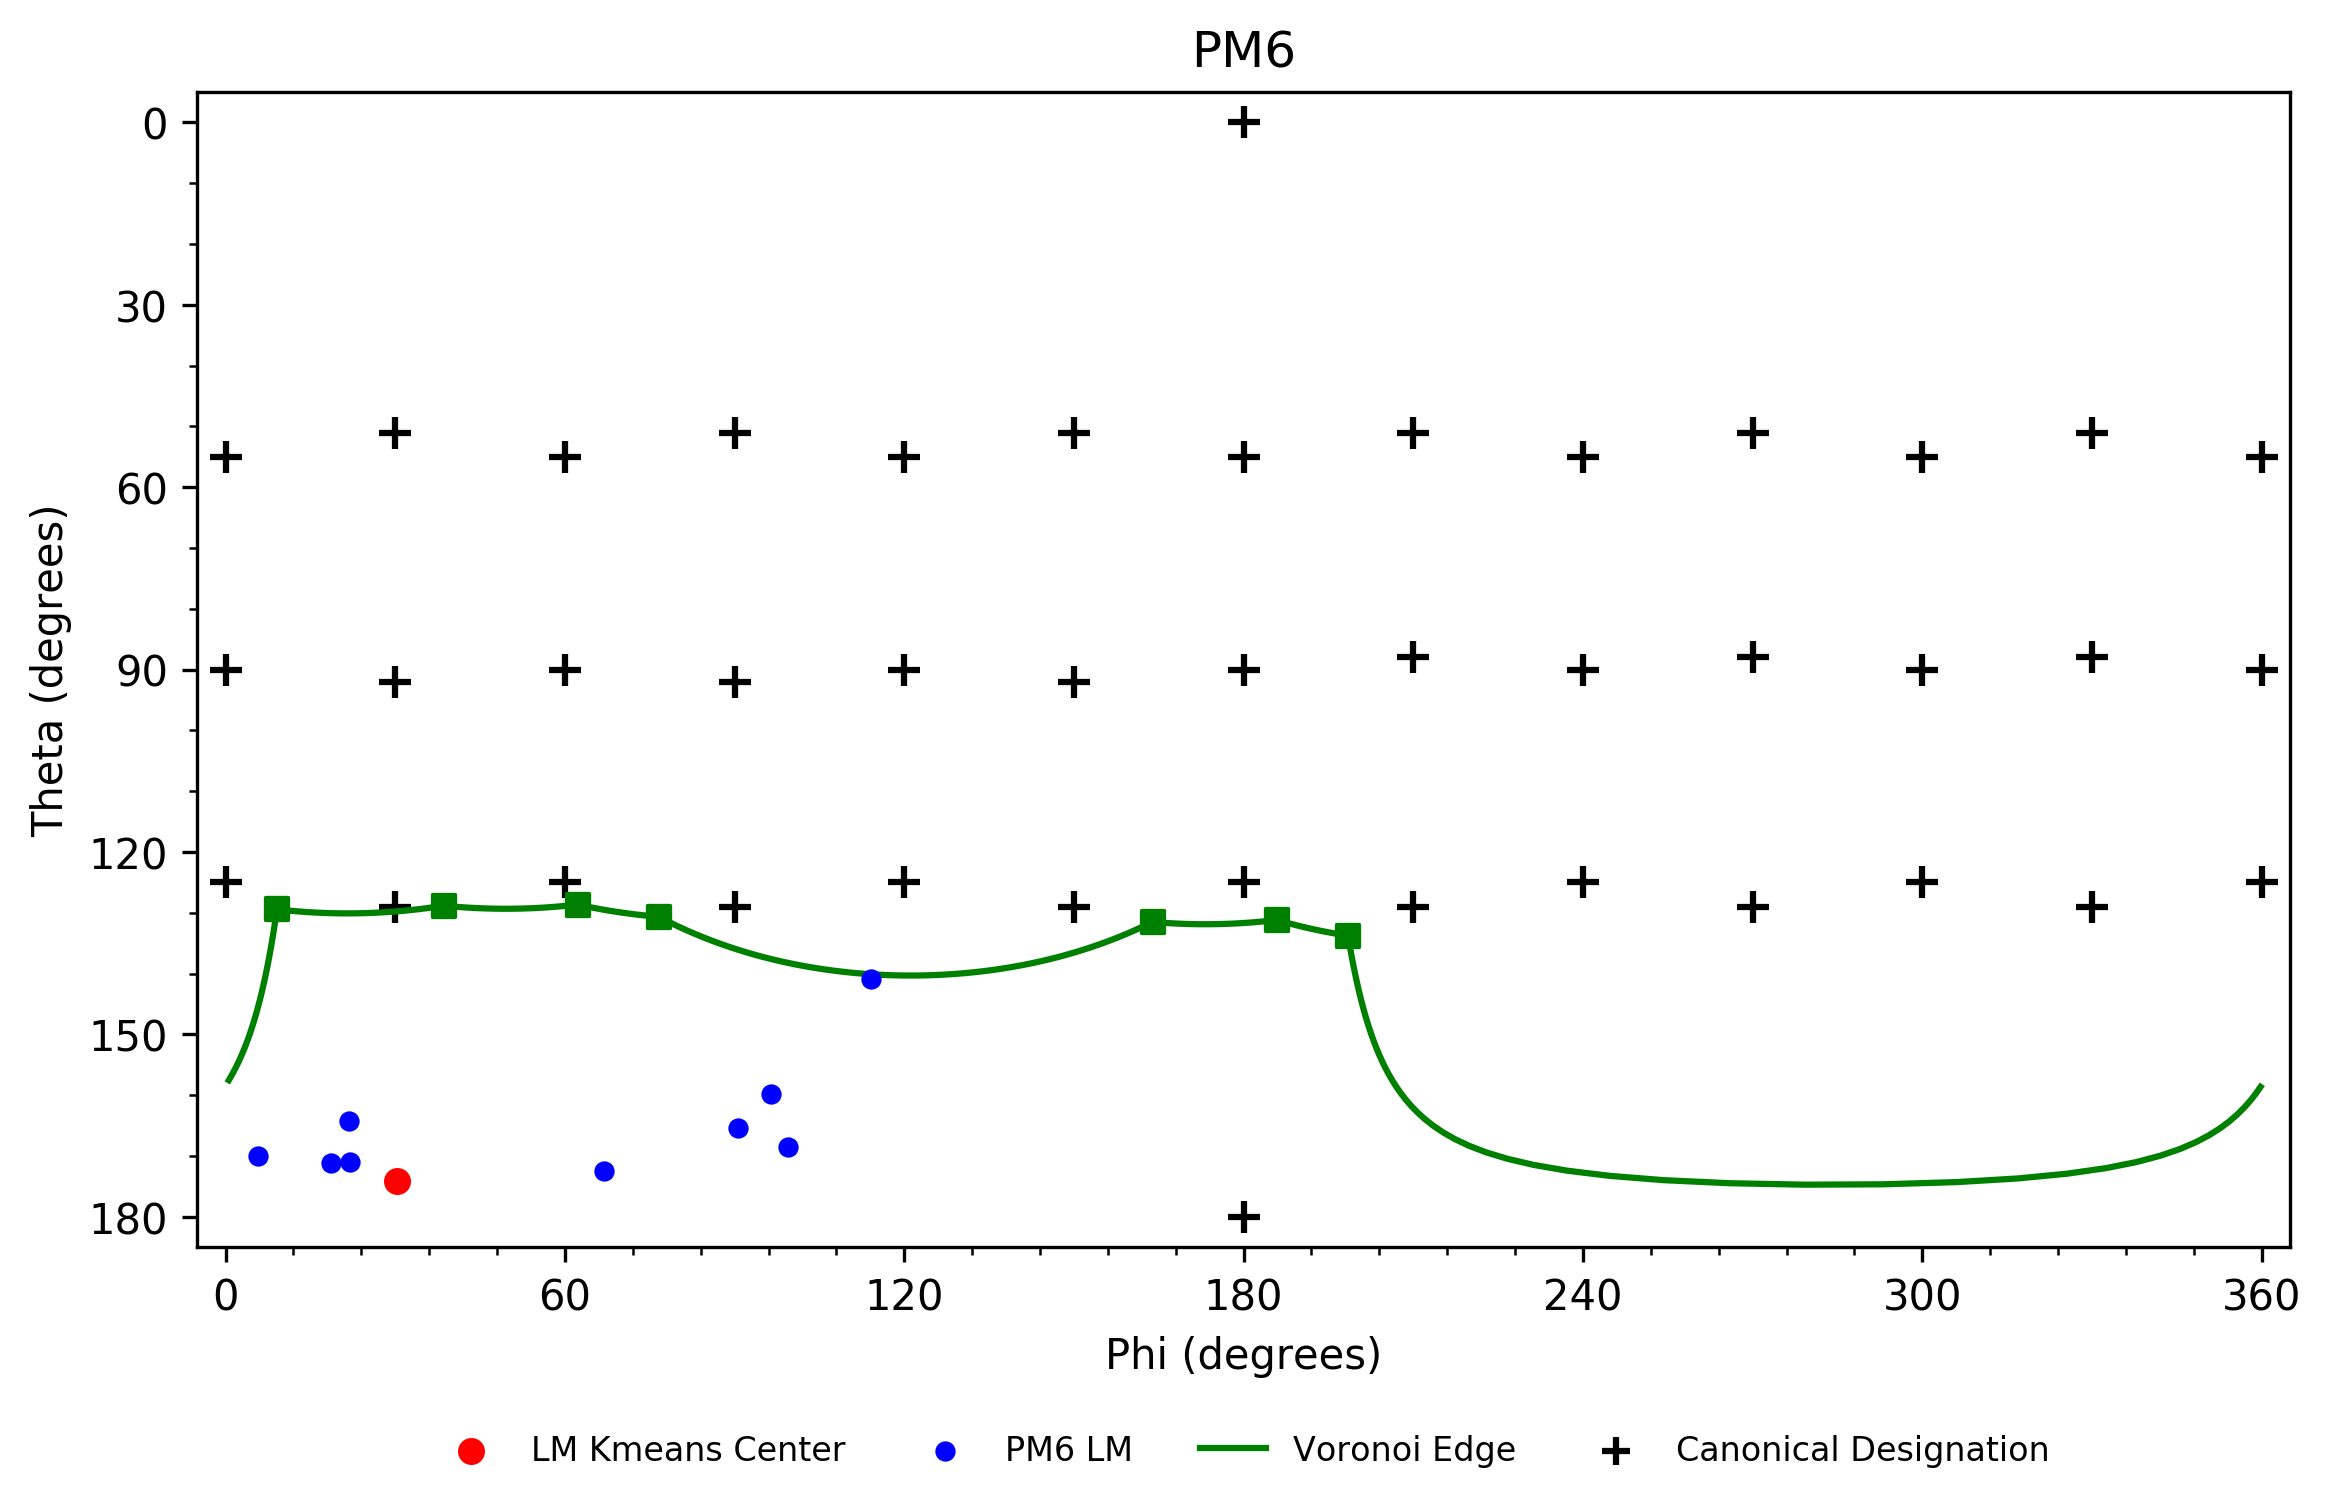 PM6
0
30
60
90
120
150
180
Theta (degrees)
0 60 120 180 240 300 360
Phi (degrees)
LM Kmeans Center PM6 LM Voronoi Edge Canonical Designation